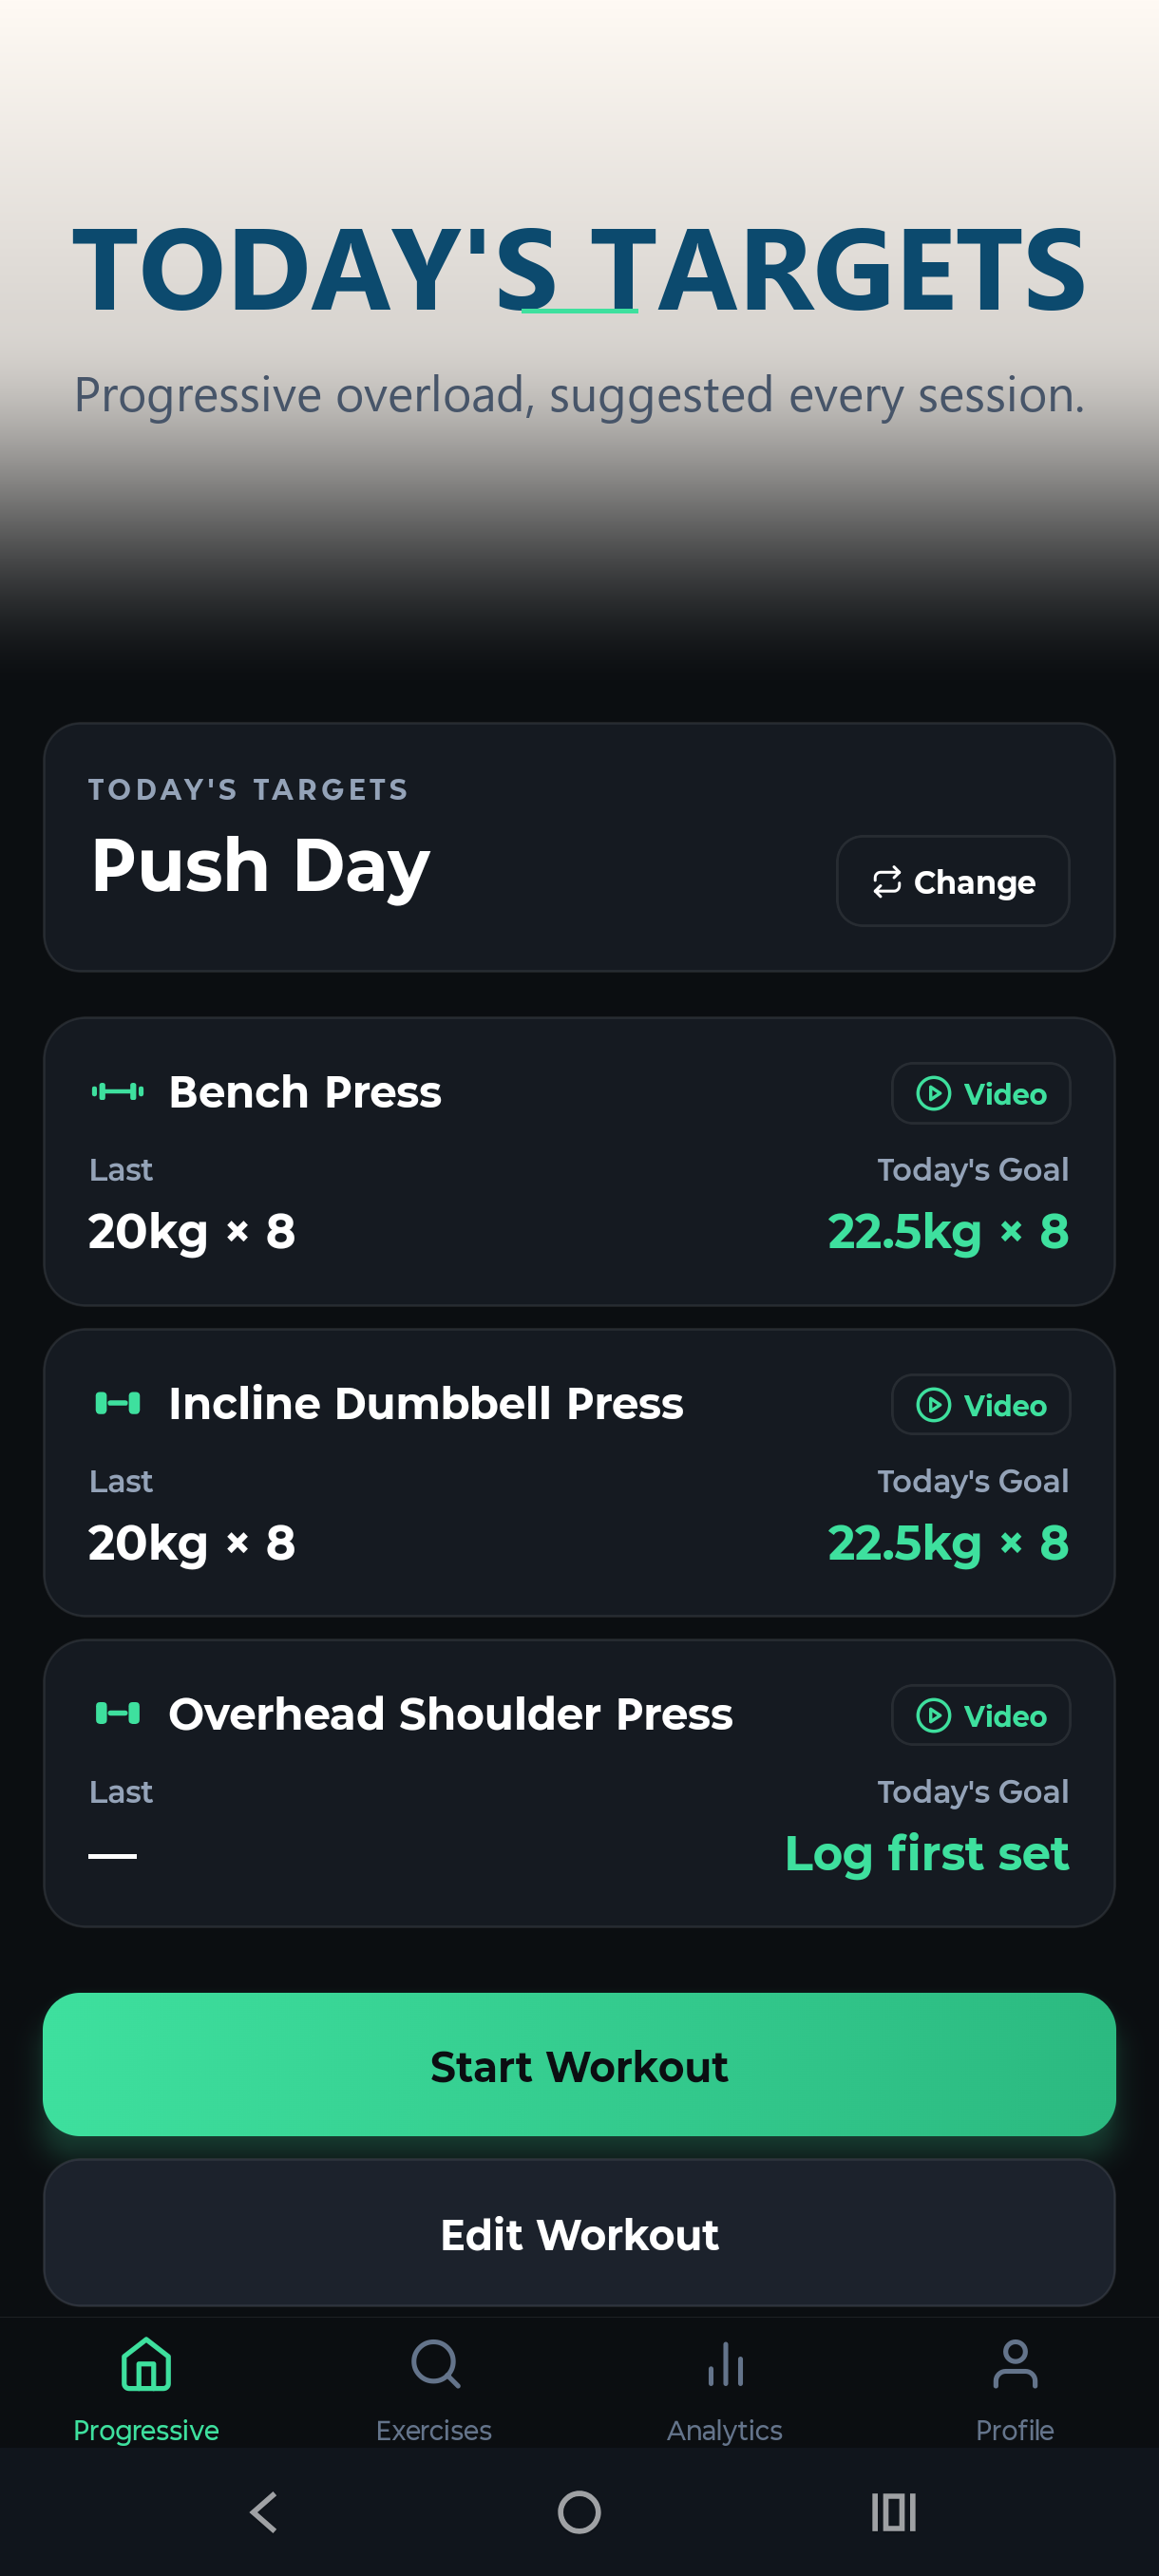 TODAY'S TARGETS
Progressive overload, suggested every session.
TODAY'S TARGETS
Push Day
Change
Bench Press
Video
Last
Today's Goal
20kg × 8
22.5kg × 8
Incline Dumbbell Press
Video
Last
Today's Goal
20kg × 8
22.5kg × 8
Overhead Shoulder Press
Video
Last
Today's Goal
—
Log first set
Start Workout
Edit Workout
Progressive
Exercises
Analytics
Profile